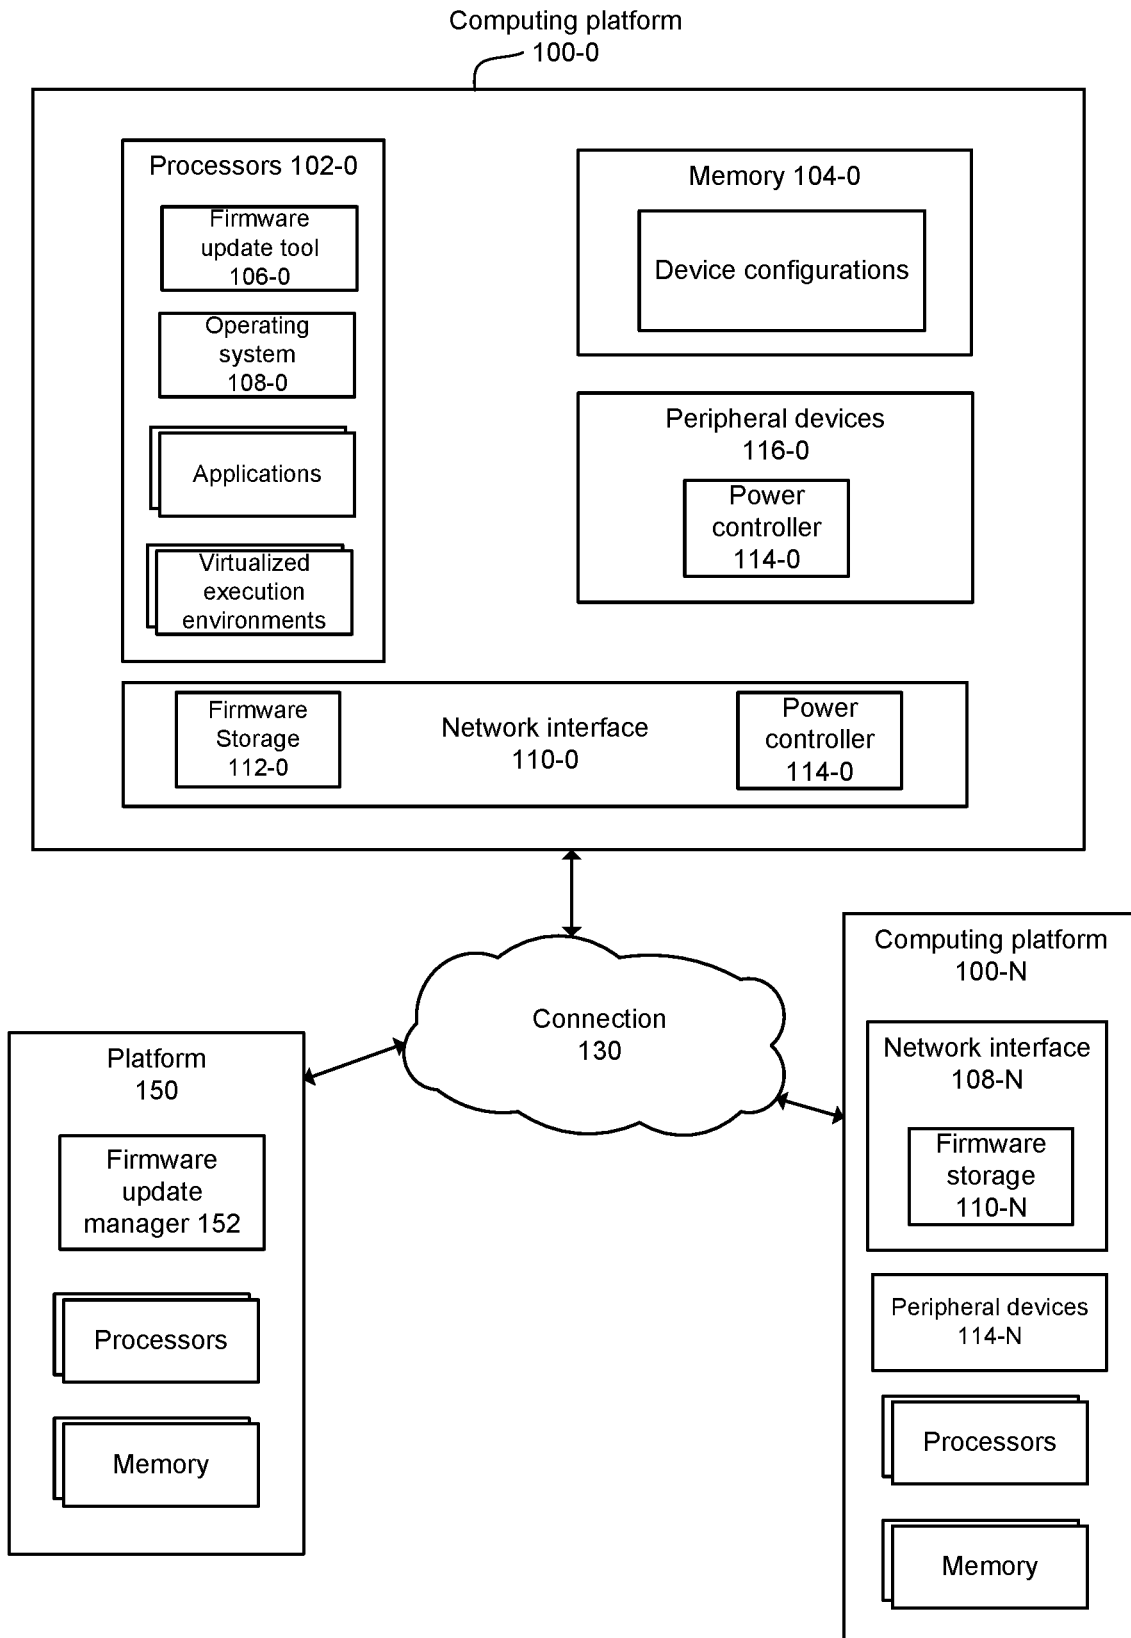 Computing platform
100-0
Processors 102-0
Firmware
update tool
106-0
Operating
system
108-0
Applications
Virtualized
execution
environments
Memory 104-0
Device configurations
Peripheral devices
116-0
Power
controller
114-0
Firmware
Storage
112-0
Network interface
110-0
Power
controller
114-0
Connection
130
Platform
150
Firmware
update
manager 152
Processors
Memory
Computing platform
100-N
Network interface
108-N
Firmware
storage
110-N
Peripheral devices
114-N
Processors
Memory